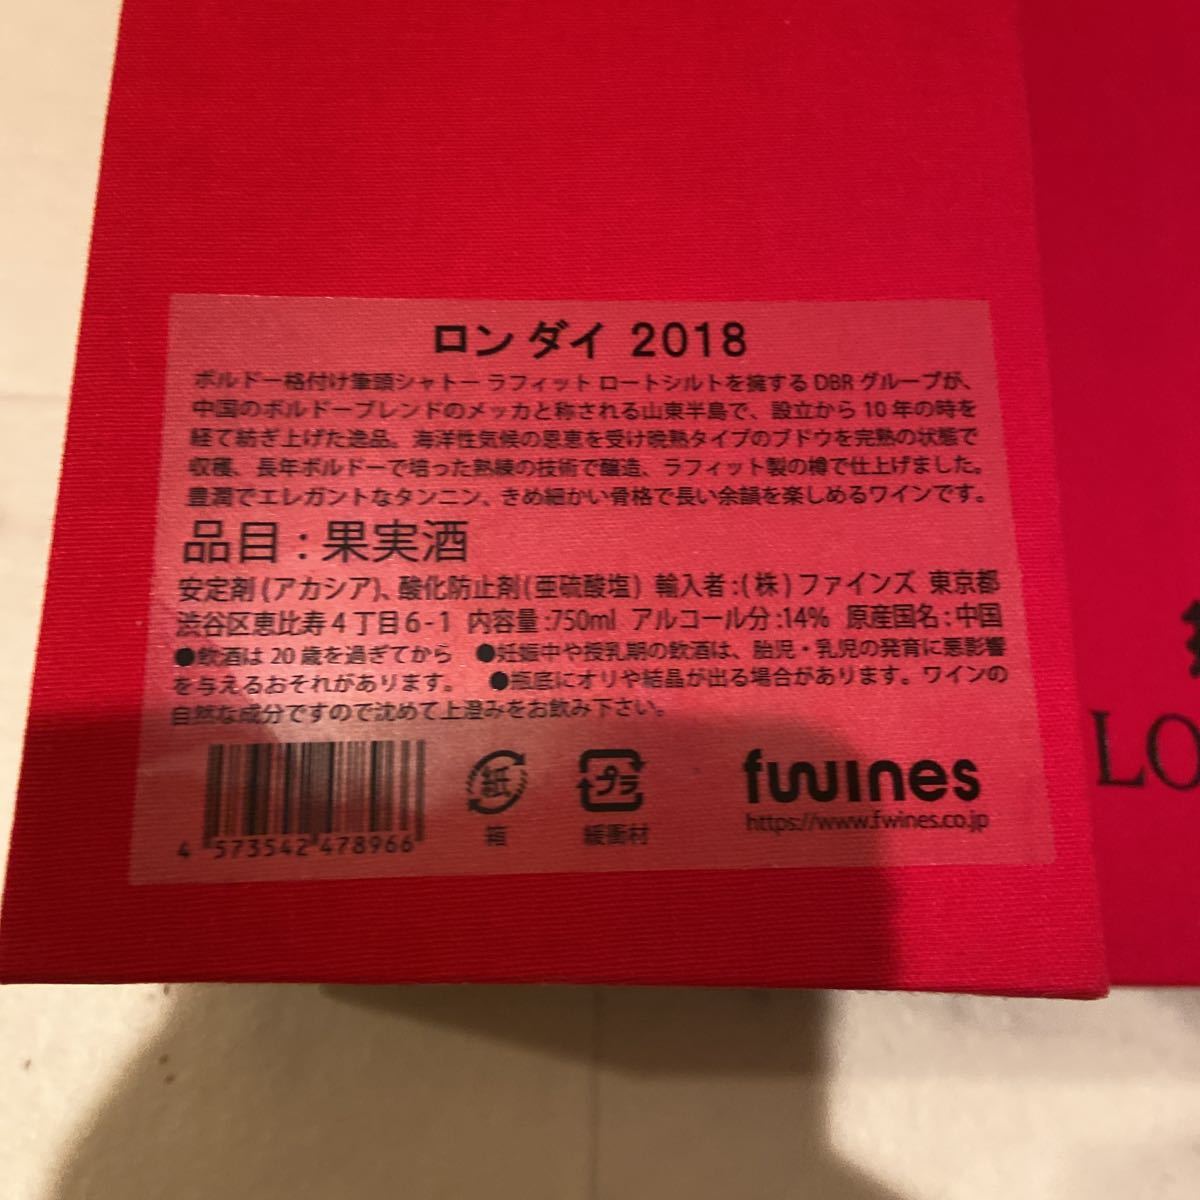 ロン ダイ 2018
ボルドー格付け筆頭シャトー ラフィット ロートシルトを擁する DBR グループが、
中国のボルドーブレンドのメッカと称される山東半島で、設立から 10 年の時を
経て紡ぎ上げた逸品。海洋性気候の恩恵を受け晩熟タイプのブドウを完熟の状態で
収穫、長年ボルドーで培った熟練の技術で醸造、ラフィット製の樽で仕上げました。
豊潤でエレガントなタンニン、きめ細かい骨格で長い余韻を楽しめるワインです。
品目 : 果実酒
安定剤 (アカシア)、酸化防止剤(亜硫酸塩) 輸入者 : (株)ファインズ 東京都
渋谷区恵比寿 4 丁目 6 - 1 内容量 :750ml アルコール分 :14% 原産国名 : 中国
●飲酒は 20 歳を過ぎてから ●妊娠中や授乳期の飲酒は、胎児・乳児の発育に悪影響
を与えるおそれがあります。 ●瓶底にオリや結晶が出る場合があります。ワインの
自然な成分ですので沈めて上澄みをお飲み下さい。
紙
箱
プラ
緩衝材
fwines
https://www.fwines.co.jp
4 573542 478966
LO